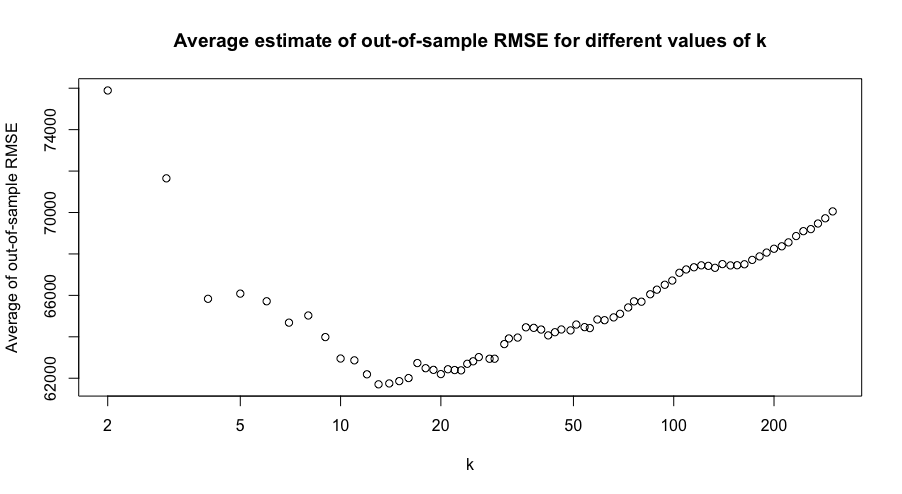 Average estimate of out-of-sample RMSE for different values of k
Average of out-of-sample RMSE
74000
70000
66000
62000
2 5 10 20 50 100 200
k